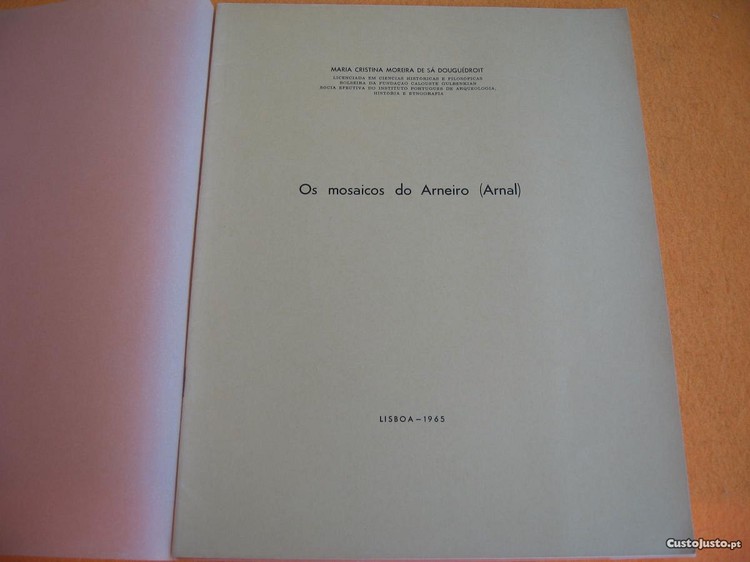 MARIA CRISTINA MOREIRA DE SÁ DOUGUÉDROIT
LICENCIADA EM CIENCIAS HISTÓRICAS E FILOSÓFICAS
BOLSEIRA DA FUNDAÇÃO CALOUSTE GULBENKIAN
SÓCIA EFECTIVA DO INSTITUTO PORTUGUÊS DE ARQUEOLOGIA,
HISTÓRIA E ETNOGRAFIA
Os mosaicos do Arneiro (Arnal)
LISBOA—1965
CustoJusto.pt